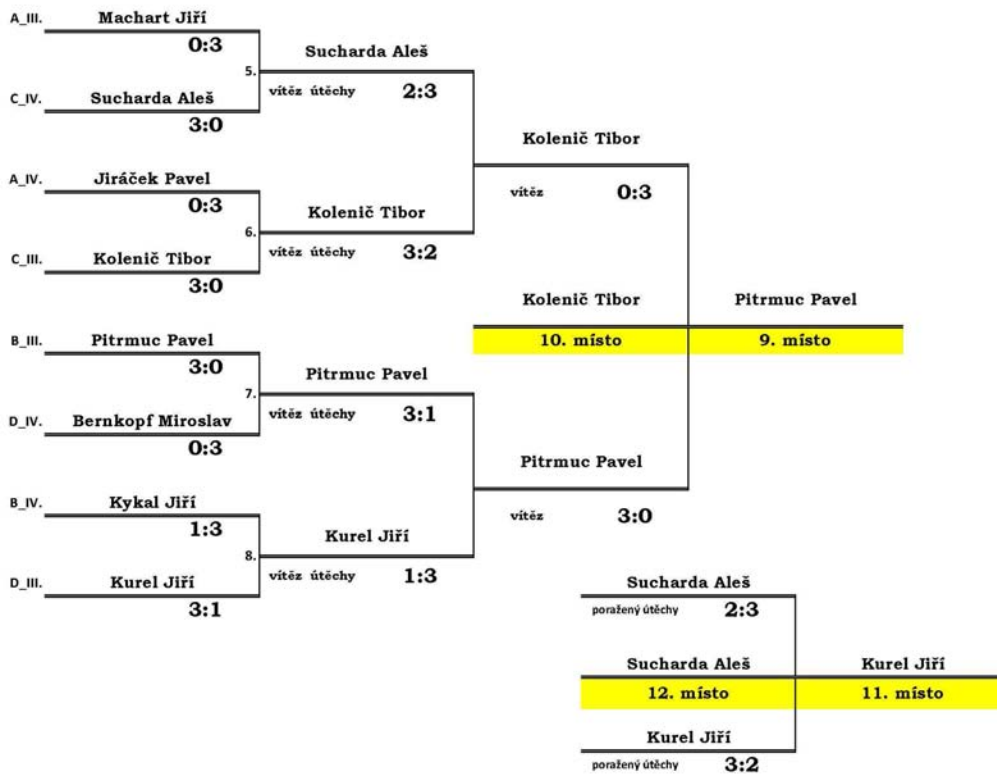 A_III. Machart Jiří
0:3
5. Sucharda Aleš
vítěz útěchy 2:3
C_IV. Sucharda Aleš
3:0
Kolenič Tibor
vítěz 0:3
A_IV. Jiráček Pavel
0:3
6. Kolenič Tibor
vítěz útěchy 3:2
C_III. Kolenič Tibor
3:0
Kolenič Tibor Pitrmuc Pavel
10. místo 9. místo
B_III. Pitrmuc Pavel
3:0
7. Pitrmuc Pavel
vítěz útěchy 3:1
D_IV. Bernkopf Miroslav
0:3
Pitrmuc Pavel
vítěz 3:0
B_IV. Kykal Jiří
1:3
8. Kurel Jiří
vítěz útěchy 1:3
D_III. Kurel Jiří
3:1
Sucharda Aleš
poražený útěchy 2:3
Sucharda Aleš Kurel Jiří
12. místo 11. místo
Kurel Jiří
poražený útěchy 3:2